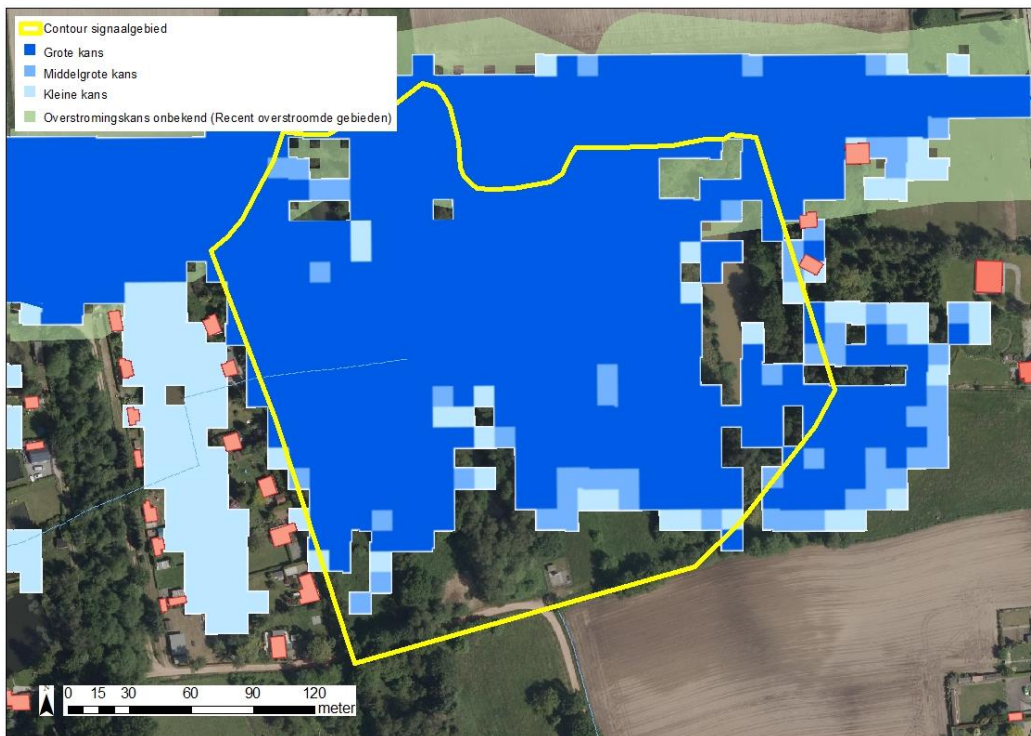 Contour signaalgebied
Grote kans
Middelgrote kans
Kleine kans
Overstromingskans onbekend (Recent overstroomde gebieden)
N
0 15 30 60 90 120
meter